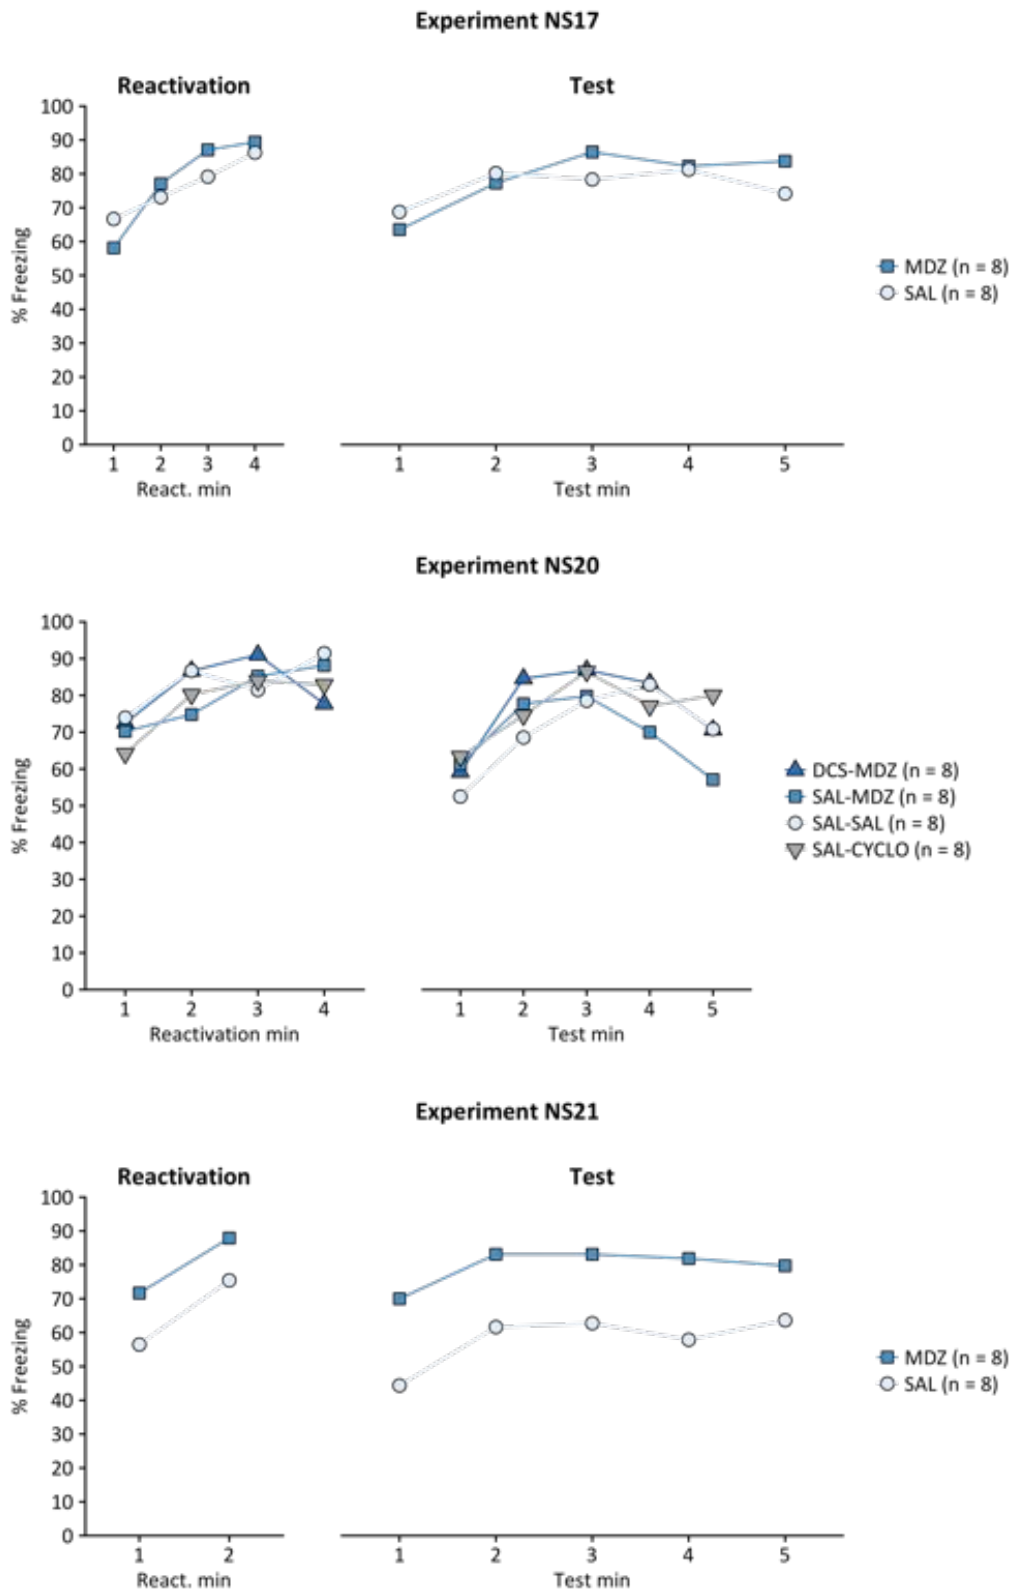 Experiment NS17
Reactivation
Test
% Freezing
100
90
80
70
60
50
40
30
20
10
0
1 2 3 4
React. min
1 2 3 4 5
Test min
MDZ (n = 8)
SAL (n = 8)
Experiment NS20
% Freezing
100
90
80
70
60
50
40
30
20
10
0
1 2 3 4
Reactivation min
1 2 3 4 5
Test min
DCS-MDZ (n = 8)
SAL-MDZ (n = 8)
SAL-SAL (n = 8)
SAL-CYCLO (n = 8)
Experiment NS21
Reactivation
Test
% Freezing
100
90
80
70
60
50
40
30
20
10
0
1 2
React. min
1 2 3 4 5
Test min
MDZ (n = 8)
SAL (n = 8)